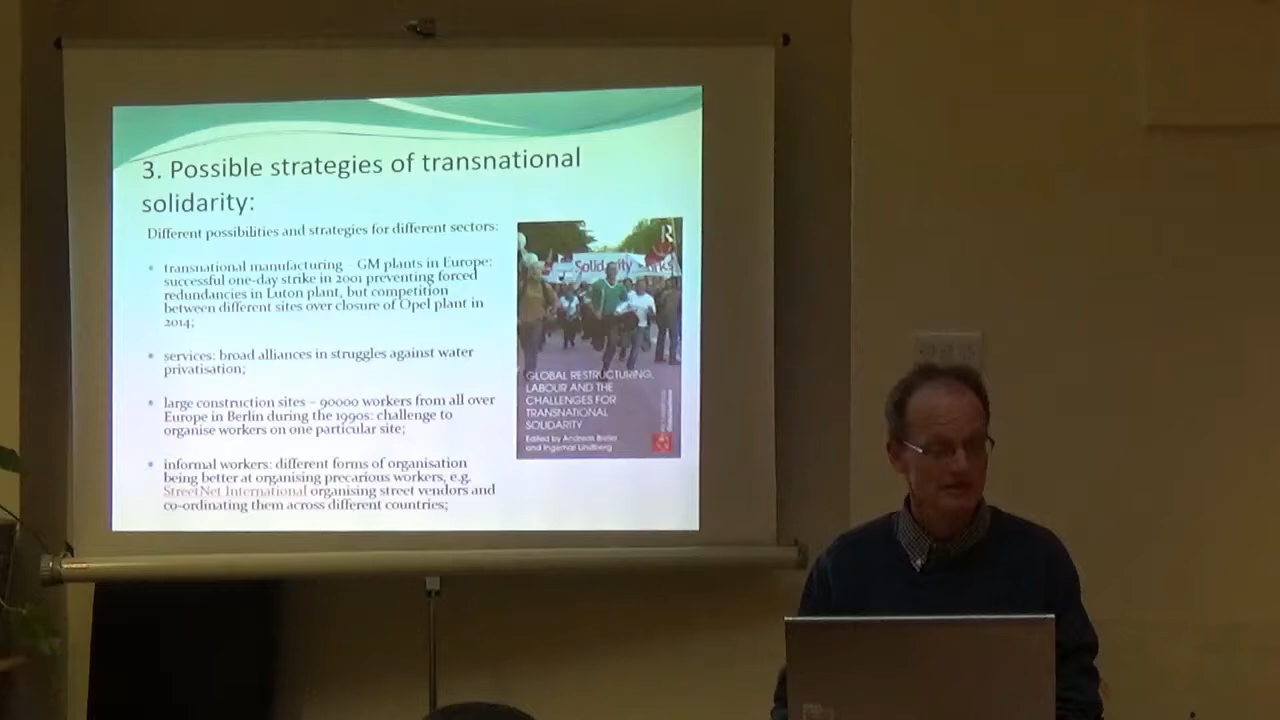 3. Possible strategies of transnational
solidarity:
Different possibilities and strategies for different sectors:
transnational manufacturing – GM plants in Europe:
successful one-day strike in 2001 preventing forced
redundancies in Luton plant, but competition
between different sites over closure of Opel plant in
2014;
services: broad alliances in struggles against water
privatisation;
large construction sites – 90000 workers from all over
Europe in Berlin during the 1990s: challenge to
organise workers on one particular site;
informal workers: different forms of organisation
being better at organising precarious workers, e.g.
StreetNet International organising street vendors and
co-ordinating them across different countries;
R
Solidarity
GLOBAL RESTRUCTURING,
LABOUR AND THE
CHALLENGES FOR
TRANSNATIONAL
SOLIDARITY
Edited by Andreas Bieler
and Ingemar Lindberg